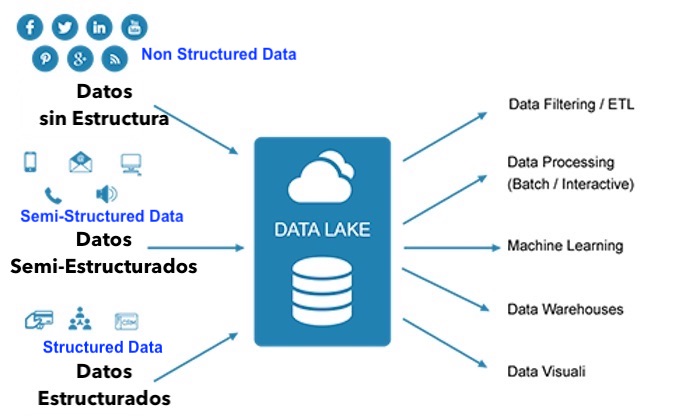 Non Structured Data
Datos
sin Estructura
Semi-Structured Data
Datos
Semi-Estructurados
Structured Data
Datos
Estructurados
DATA LAKE
Data Filtering / ETL
Data Processing
(Batch / Interactive)
Machine Learning
Data Warehouses
Data Visuali